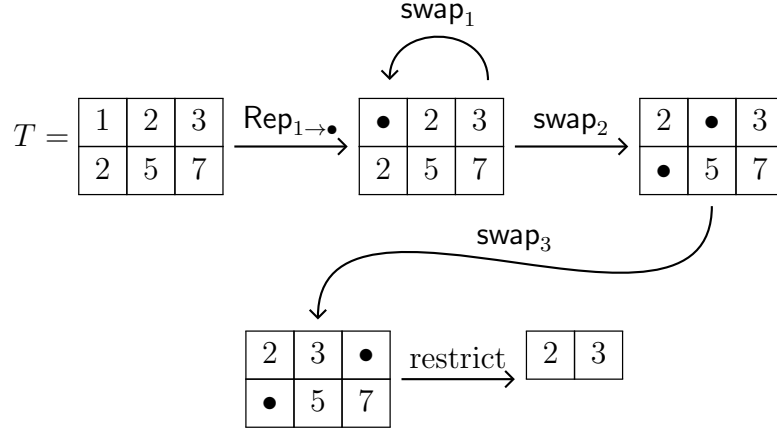 swap₁
T = 1 2 3 Rep₁→• • 2 3 swap₂ 2 • 3
2 5 7 2 5 7 • 5 7
swap₃
2 3 • restrict 2 3
• 5 7